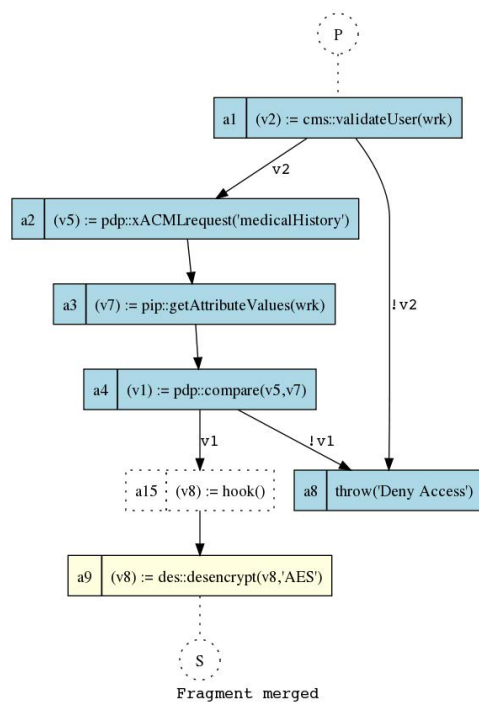 P
a1 (v2) := cms::validateUser(wrk)
v2
a2 (v5) := pdp::xACMLrequest('medicalHistory')
a3 (v7) := pip::getAttributeValues(wrk)
!v2
a4 (v1) := pdp::compare(v5,v7)
v1
!v1
a15 (v8) := hook()
a8 throw('Deny Access')
a9 (v8) := des::desencrypt(v8,'AES')
S
Fragment merged